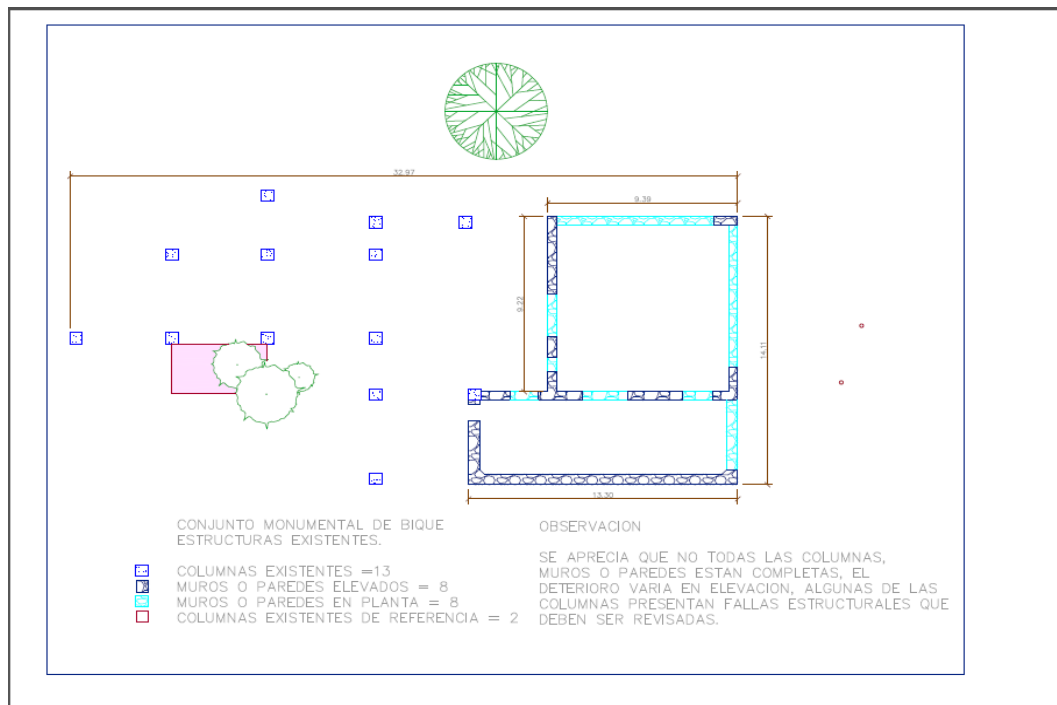 32.97
9.39
9.22
14.11
13.30
CONJUNTO MONUMENTAL DE BIQUE
ESTRUCTURAS EXISTENTES.
COLUMNAS EXISTENTES =13
MUROS O PAREDES ELEVADOS = 8
MUROS O PAREDES EN PLANTA = 8
COLUMNAS EXISTENTES DE REFERENCIA = 2
OBSERVACION
SE APRECIA QUE NO TODAS LAS COLUMNAS,
MUROS O PAREDES ESTAN COMPLETAS, EL
DETERIORO VARIA EN ELEVACION, ALGUNAS DE LAS
COLUMNAS PRESENTAN FALLAS ESTRUCTURALES QUE
DEBEN SER REVISADAS.